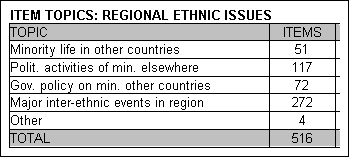 ITEM TOPICS: REGIONAL ETHNIC ISSUES
TOPIC ITEMS
Minority life in other countries 51
Polit. activities of min. elsewhere 117
Gov. policy on min. other countries 72
Major inter-ethnic events in region 272
Other 4
TOTAL 516